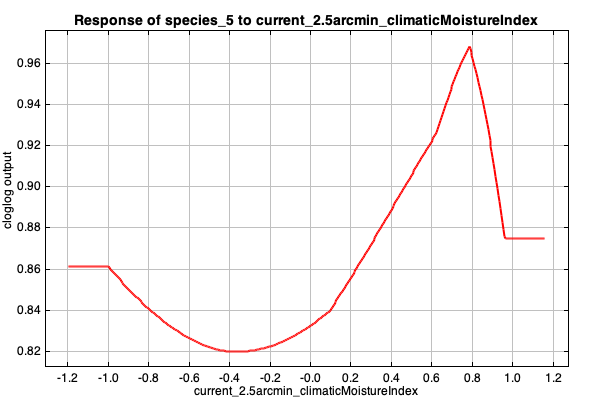 Response of species_5 to current_2.5arcmin_climaticMoistureIndex
0.96
0.94
0.92
0.90
0.88
0.86
0.84
0.82
cloglog output
-1.2 -1.0 -0.8 -0.6 -0.4 -0.2 -0.0 0.2 0.4 0.6 0.8 1.0 1.2
current_2.5arcmin_climaticMoistureIndex